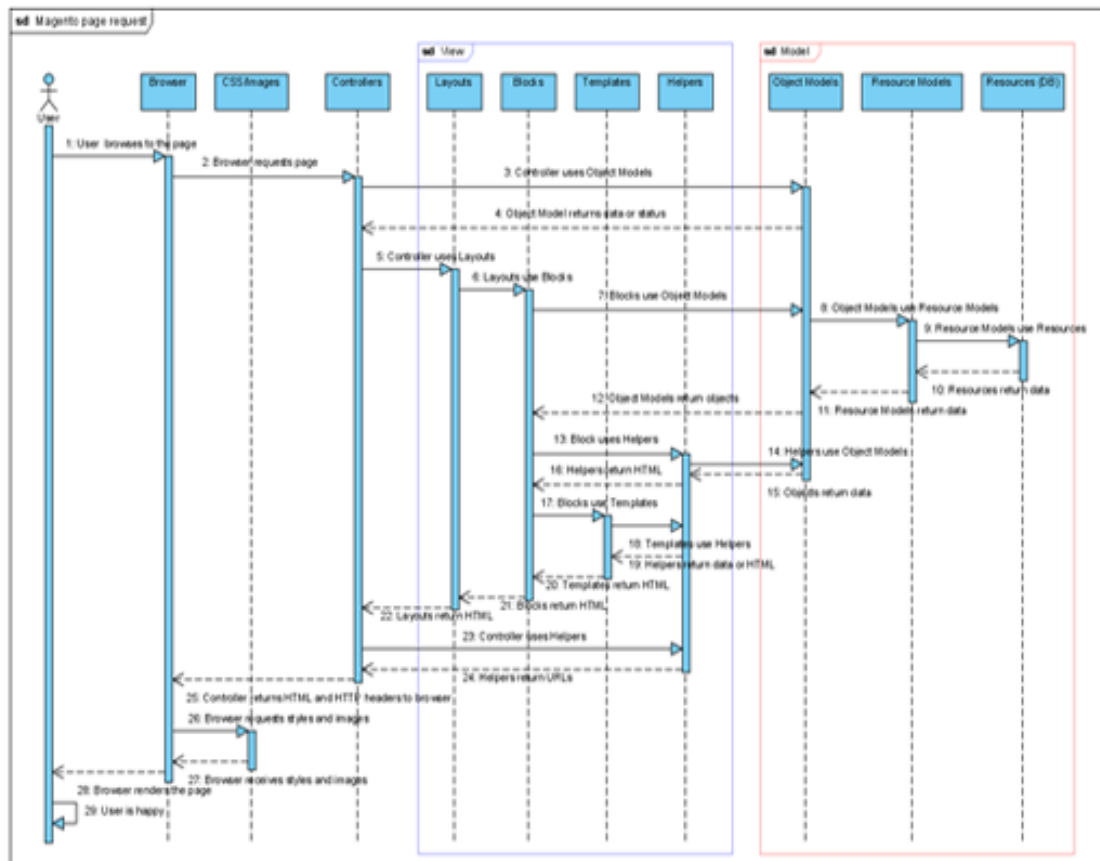 sd Magento page request
sd View
sd Model
User
Browser
CSS/Images
Controllers
Layouts
Blocks
Templates
Helpers
Object Models
Resource Models
Resources (DB)
1: User browses to the page
2: Browser requests page
3: Controller uses Object Models
4: Object Model returns data or status
5: Controller uses Layouts
6: Layouts use Blocks
7: Blocks use Object Models
8: Object Models use Resource Models
9: Resource Models use Resources
10: Resources return data
11: Resource Models return data
12: Object Models return objects
13: Block uses Helpers
14: Helpers use Object Models
15: Objects return data
16: Helpers return HTML
17: Blocks use Templates
18: Templates use Helpers
19: Helpers return data or HTML
20: Templates return HTML
21: Blocks return HTML
22: Layouts return HTML
23: Controller uses Helpers
24: Helpers return URLs
25: Controller returns HTML and HTTP headers to browser
26: Browser requests styles and images
27: Browser receives styles and images
28: Browser renders the page
29: User is happy